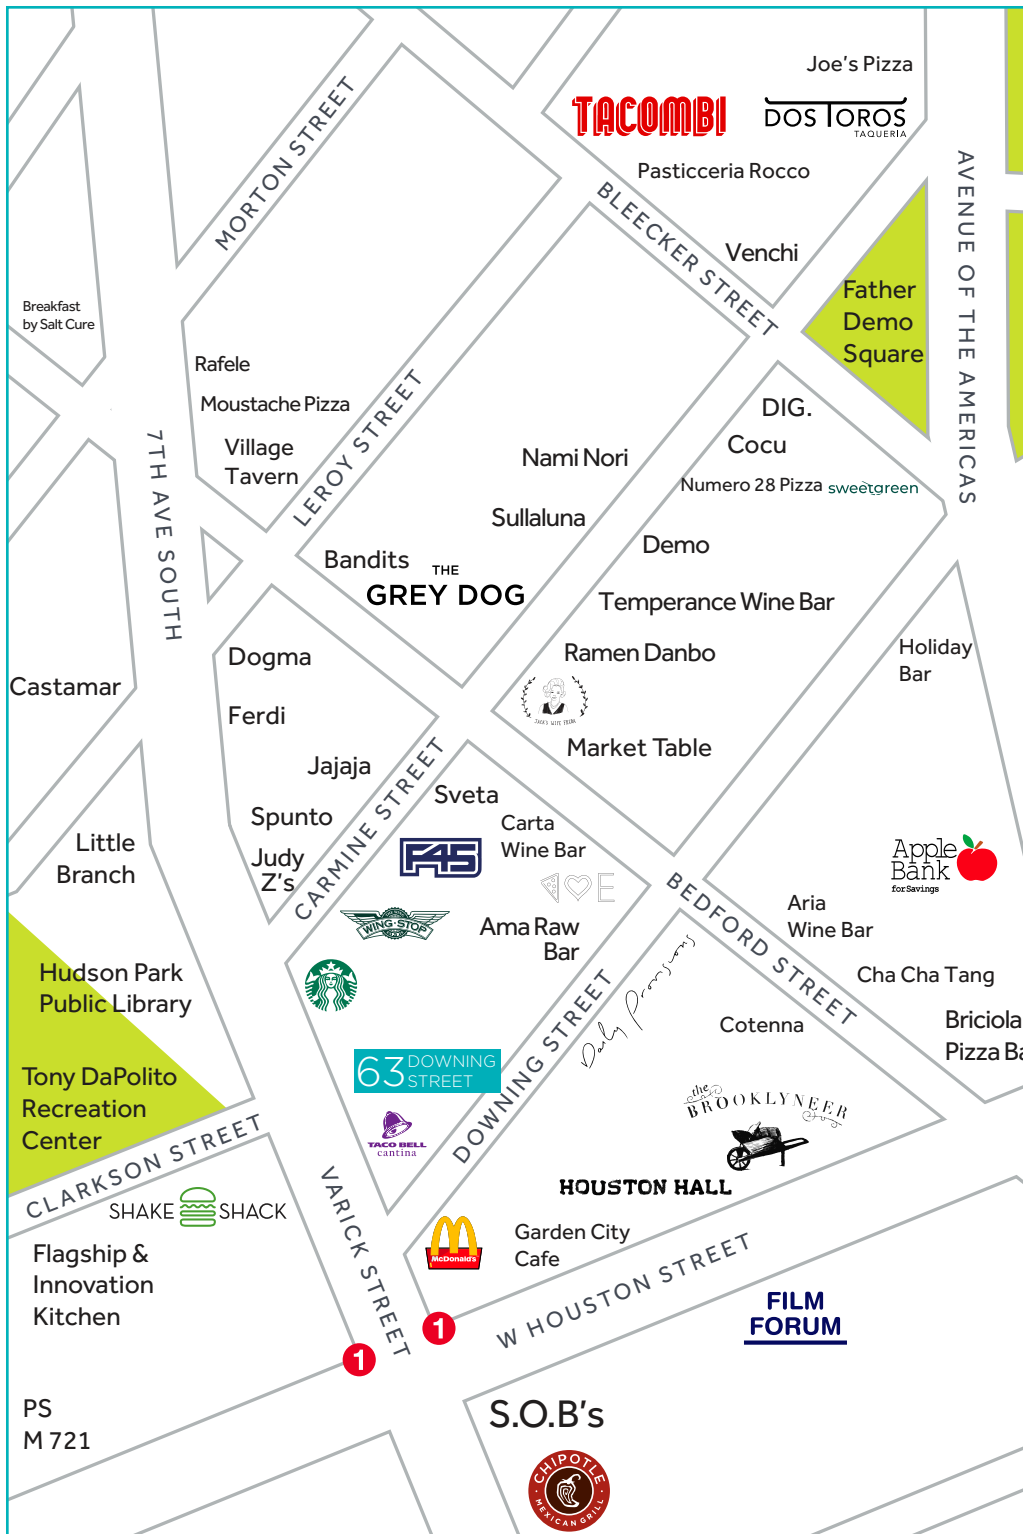 Joe's Pizza
TACOMBI
DOS TOROS
TAQUERIA
MORTON STREET
Pasticceria Rocco
BLEECKER STREET
AVENUE OF THE AMERICAS
Venchi
Father
Demo
Square
Breakfast
by Salt Cure
Rafele
Moustache Pizza
Village
Tavern
LEROY STREET
7TH AVE SOUTH
DIG.
Cocu
Nami Nori
Numero 28 Pizza
sweetgreen
Sullaluna
Demo
Bandits
THE
GREY DOG
Temperance Wine Bar
Dogma
Ramen Danbo
Holiday
Bar
Castamar
JACK'S WIFE FREDA
Ferdi
Market Table
Jajaja
Sveta
Spunto
CARMINE STREET
Carta
Wine Bar
Little
Branch
Judy
Z's
F45
E
Apple
Bank
for Savings
BEDFORD STREET
WING-STOP
Ama Raw
Bar
Aria
Wine Bar
Hudson Park
Public Library
Daily Provisions
Cha Cha Tang
Cotenna
Briciola
Pizza Ba
63 DOWNING
STREET
DOWNING STREET
Tony DaPolito
Recreation
Center
the
BROOKLYNEER
TACO BELL
cantina
CLARKSON STREET
VARICK STREET
HOUSTON HALL
SHAKE SHACK
McDonald's
Garden City
Cafe
Flagship &
Innovation
Kitchen
W HOUSTON STREET
FILM
FORUM
1
1
PS
M 721
S.O.B's
CHIPOTLE
MEXICAN GRILL